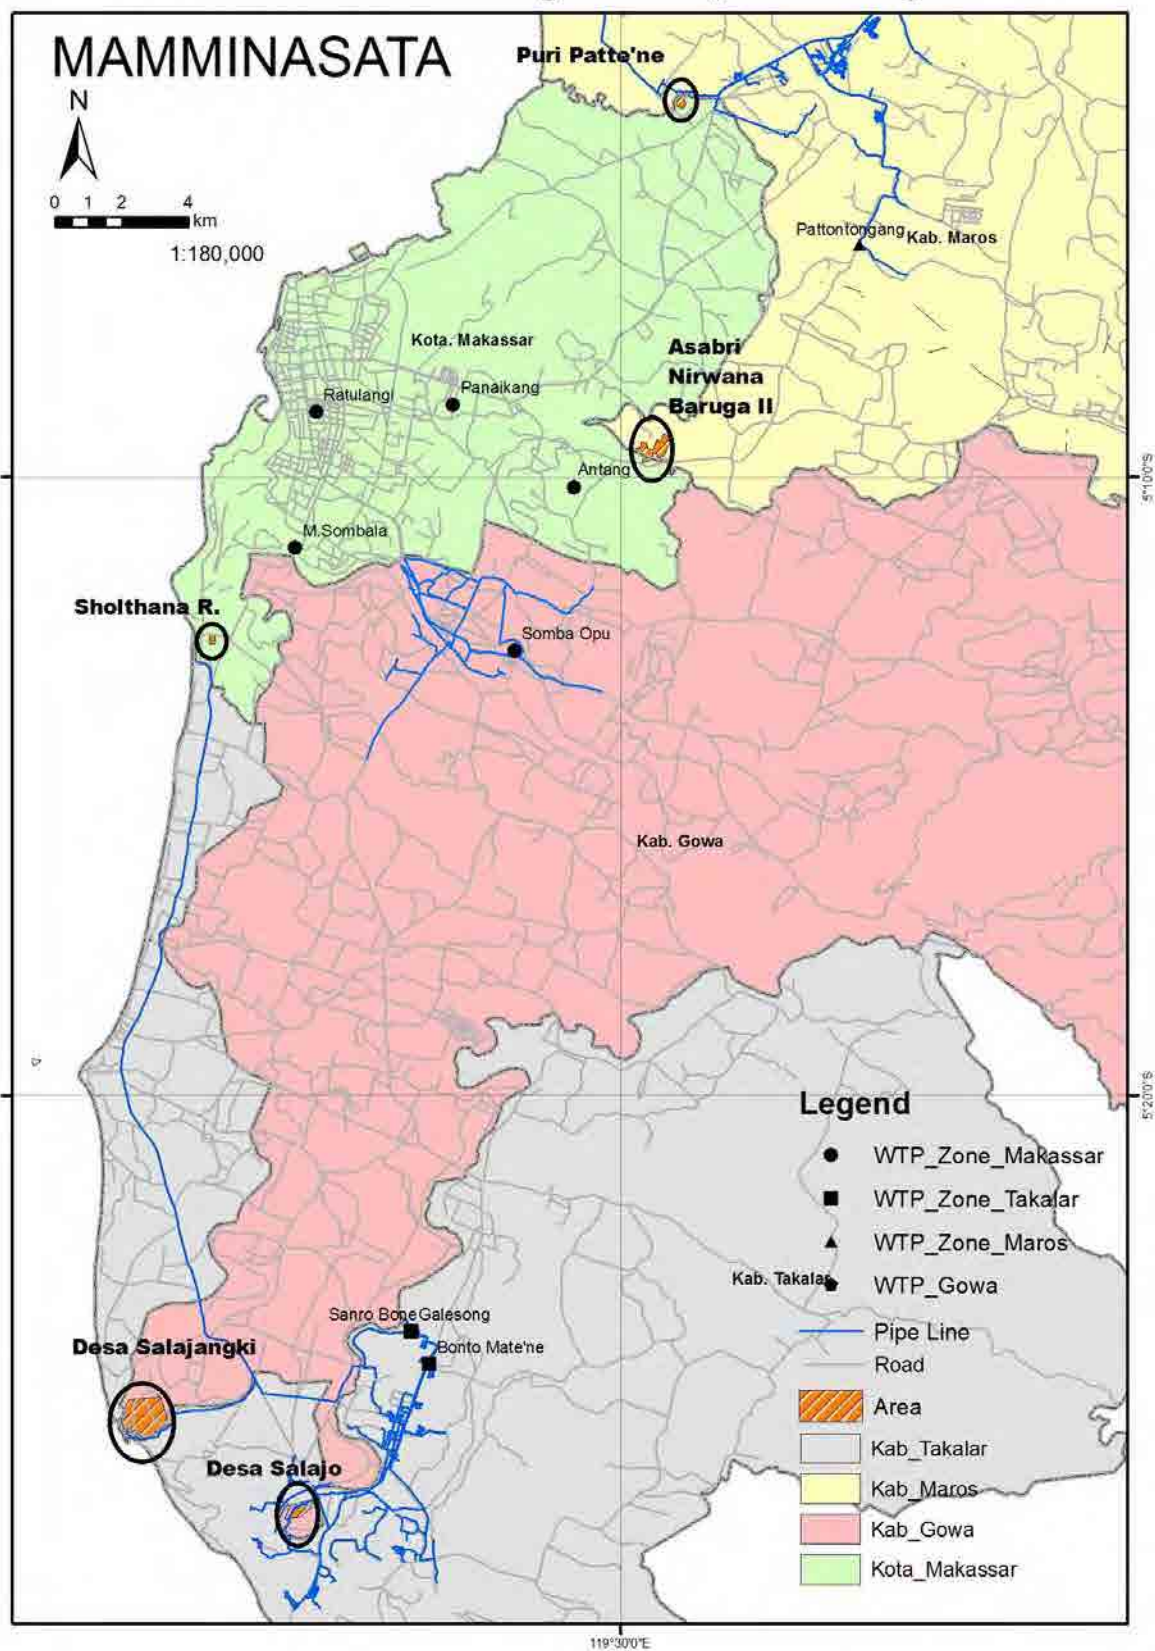 MAMMINASATA
Puri Patte'ne
N
0 1 2 4
km
1:180,000
Pattontongang
Kab. Maros
Kota. Makassar
Asabri
Nirwana
Baruga II
Ratulangi
Panaikang
Antang
5°10'0"S
M.Sombala
Sholthana R.
Somba Opu
Kab. Gowa
5°20'0"S
Legend
WTP_Zone_Makassar
WTP_Zone_Takalar
WTP_Zone_Maros
Kab. Takalar
WTP_Gowa
Sanro Bone
Galesong
Pipe Line
Desa Salajangki
Bonto Mate'ne
Road
Area
Kab_Takalar
Desa Salajo
Kab_Maros
Kab_Gowa
Kota_Makassar
119°30'0"E